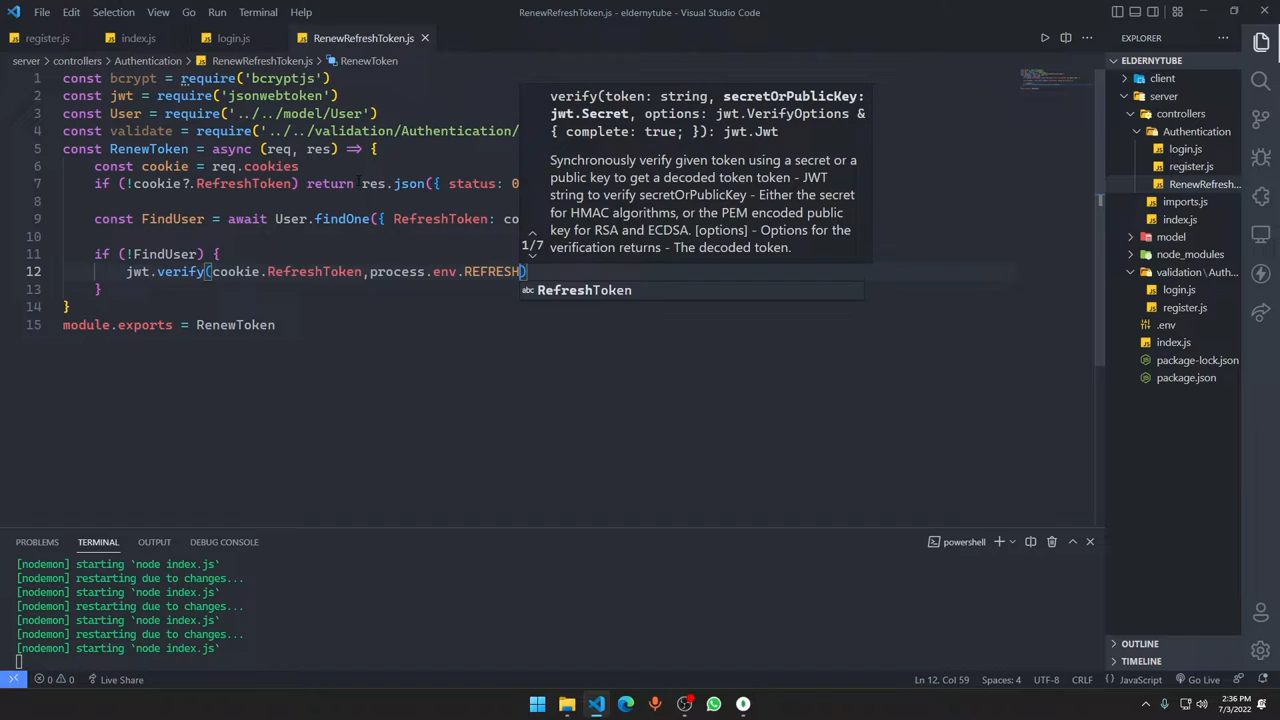 File Edit Selection View Go Run Terminal Help
RenewRefreshToken.js - eldernytube - Visual Studio Code
register.js index.js login.js RenewRefreshToken.js
server > controllers > Authentication > RenewRefreshToken.js > RenewToken
1 const bcrypt = require('bcryptjs')
2 const jwt = require('jsonwebtoken')
3 const User = require('../../model/User')
4 const validate = require('../../validation/Authentication/
5 const RenewToken = async (req, res) => {
6 const cookie = req.cookies
7 if (!cookie?.RefreshToken) return res.json({ status: 0
8
9 const FindUser = await User.findOne({ RefreshToken: co
10
11 if (!FindUser) {
12 jwt.verify(cookie.RefreshToken,process.env.REFRESH)
13 }
14 }
15 module.exports = RenewToken
verify(token: string, secretOrPublicKey:
jwt.Secret, options: jwt.VerifyOptions &
{ complete: true; }): jwt.Jwt
Synchronously verify given token using a secret or a
public key to get a decoded token token - JWT
string to verify secretOrPublicKey - Either the secret
for HMAC algorithms, or the PEM encoded public
key for RSA and ECDSA. [options] - Options for the
verification returns - The decoded token.
1/7
abc RefreshToken
EXPLORER
ELDERNYTUBE
client
server
controllers
Authentication
login.js
register.js
RenewRefresh...
imports.js
index.js
model
node_modules
validation\Auth...
login.js
register.js
.env
index.js
package-lock.json
package.json
OUTLINE
TIMELINE
PROBLEMS TERMINAL OUTPUT DEBUG CONSOLE
powershell
[nodemon] starting `node index.js`
[nodemon] restarting due to changes...
[nodemon] starting `node index.js`
[nodemon] restarting due to changes...
[nodemon] starting `node index.js`
[nodemon] restarting due to changes...
[nodemon] starting `node index.js`
0 0 Live Share
Ln 12, Col 59 Spaces: 4 UTF-8 CRLF JavaScript Go Live
2:36 PM
7/3/2022